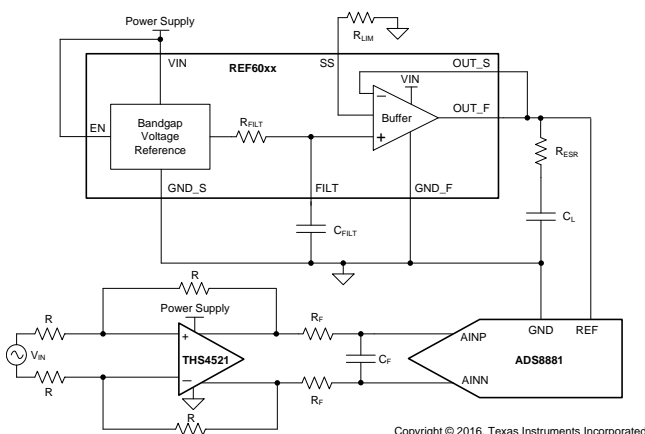 Power Supply
R_LIM
VIN
REF60xx
SS
OUT_S
VIN
OUT_F
EN
Bandgap
Voltage
Reference
R_FILT
−
Buffer
+
R_ESR
GND_S
FILT
GND_F
C_FILT
C_L
R
Power Supply
R
R_F
GND
REF
+
AINP
V_IN
THS4521
C_F
ADS8881
−
AINN
R
R_F
R
Copyright © 2016, Texas Instruments Incorporated